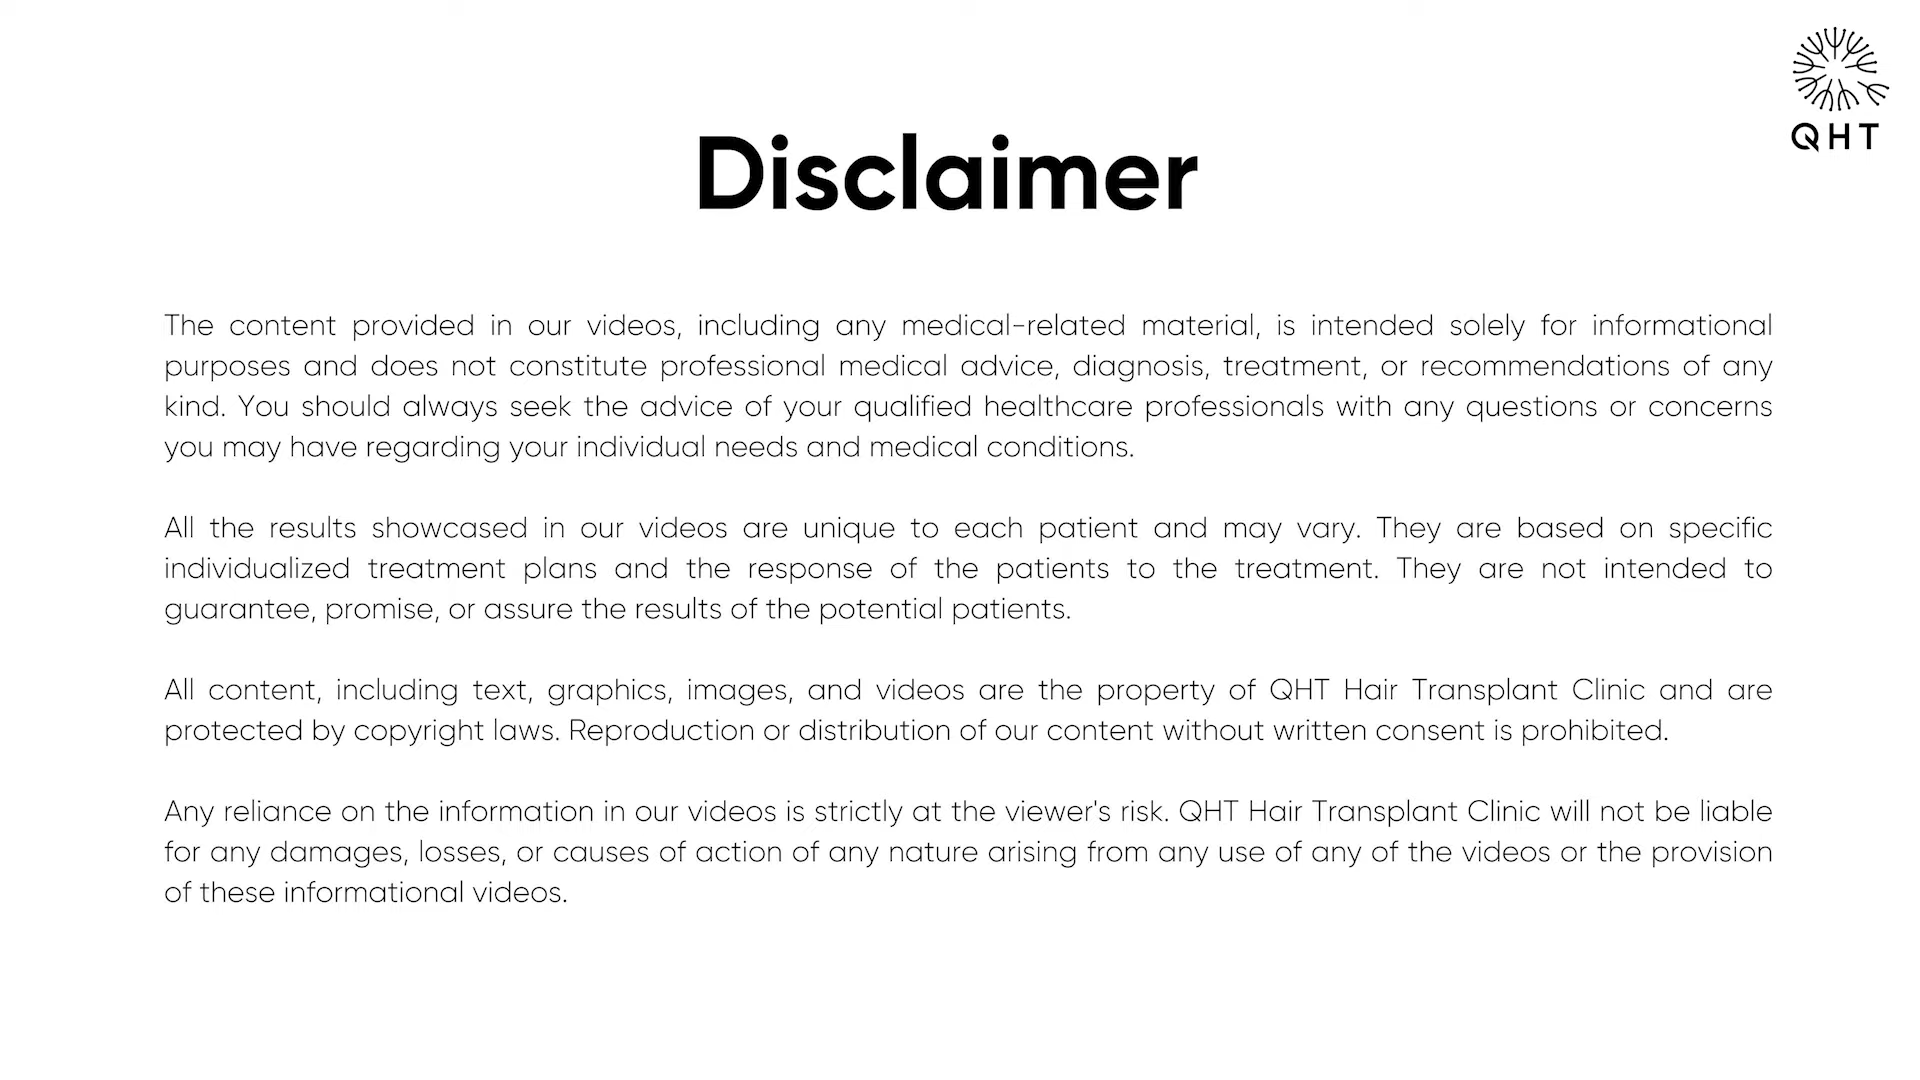 QHT
Disclaimer
The content provided in our videos, including any medical-related material, is intended solely for informational
purposes and does not constitute professional medical advice, diagnosis, treatment, or recommendations of any
kind. You should always seek the advice of your qualified healthcare professionals with any questions or concerns
you may have regarding your individual needs and medical conditions.
All the results showcased in our videos are unique to each patient and may vary. They are based on specific
individualized treatment plans and the response of the patients to the treatment. They are not intended to
guarantee, promise, or assure the results of the potential patients.
All content, including text, graphics, images, and videos are the property of QHT Hair Transplant Clinic and are
protected by copyright laws. Reproduction or distribution of our content without written consent is prohibited.
Any reliance on the information in our videos is strictly at the viewer's risk. QHT Hair Transplant Clinic will not be liable
for any damages, losses, or causes of action of any nature arising from any use of any of the videos or the provision
of these informational videos.